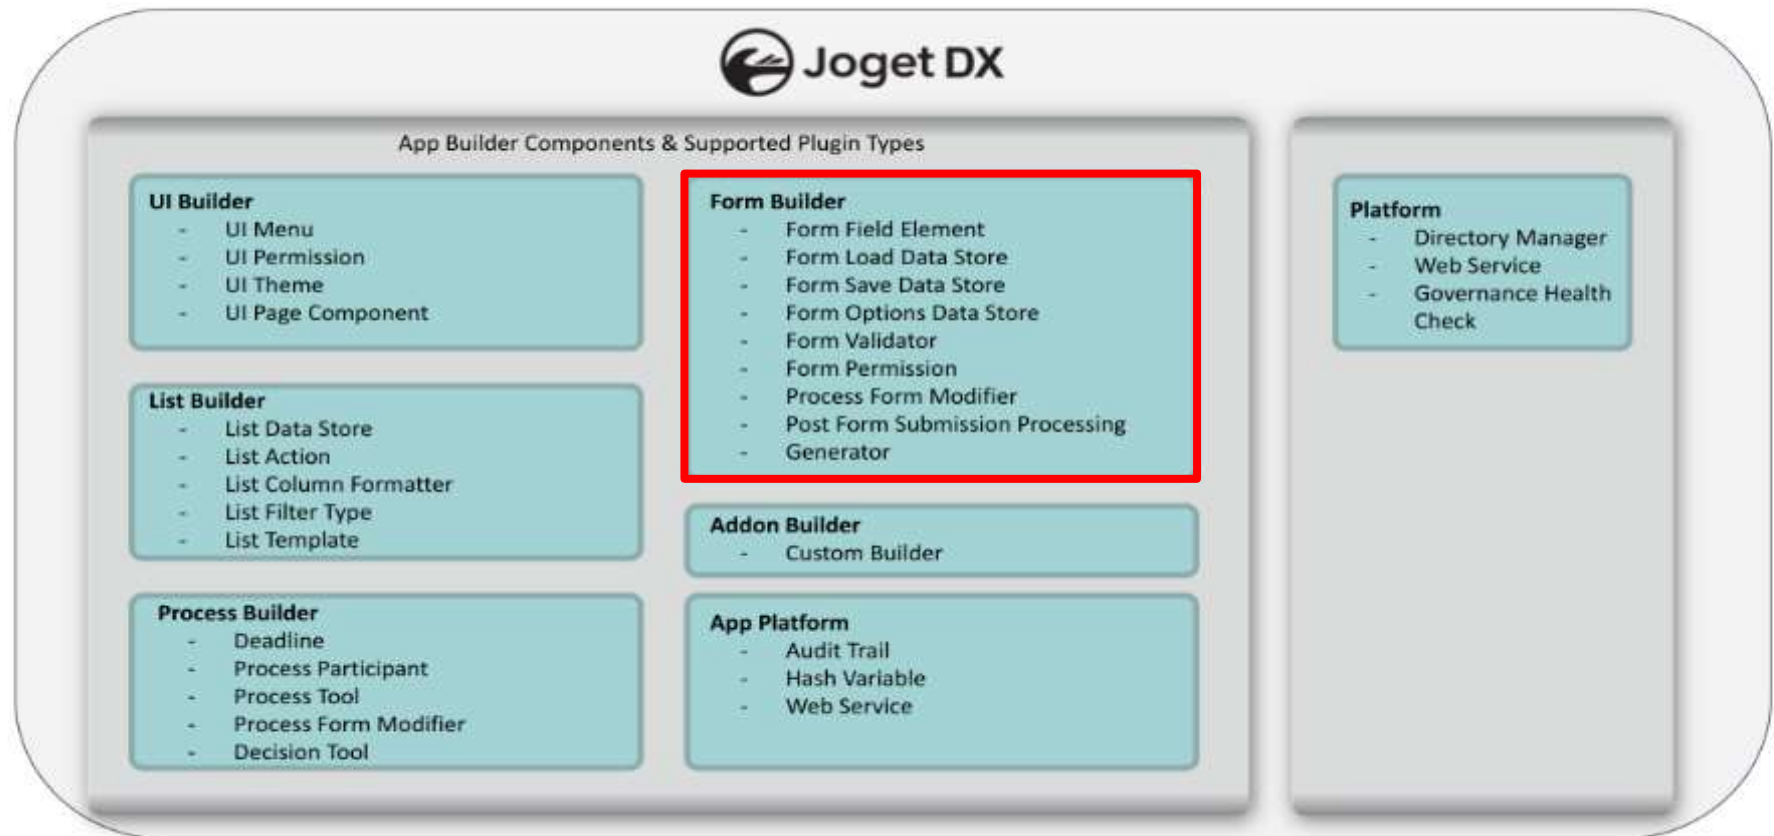 Joget DX
App Builder Components & Supported Plugin Types
UI Builder
- UI Menu
- UI Permission
- UI Theme
- UI Page Component
List Builder
- List Data Store
- List Action
- List Column Formatter
- List Filter Type
- List Template
Process Builder
- Deadline
- Process Participant
- Process Tool
- Process Form Modifier
- Decision Tool
Form Builder
- Form Field Element
- Form Load Data Store
- Form Save Data Store
- Form Options Data Store
- Form Validator
- Form Permission
- Process Form Modifier
- Post Form Submission Processing
- Generator
Addon Builder
- Custom Builder
App Platform
- Audit Trail
- Hash Variable
- Web Service
Platform
- Directory Manager
- Web Service
- Governance Health
Check